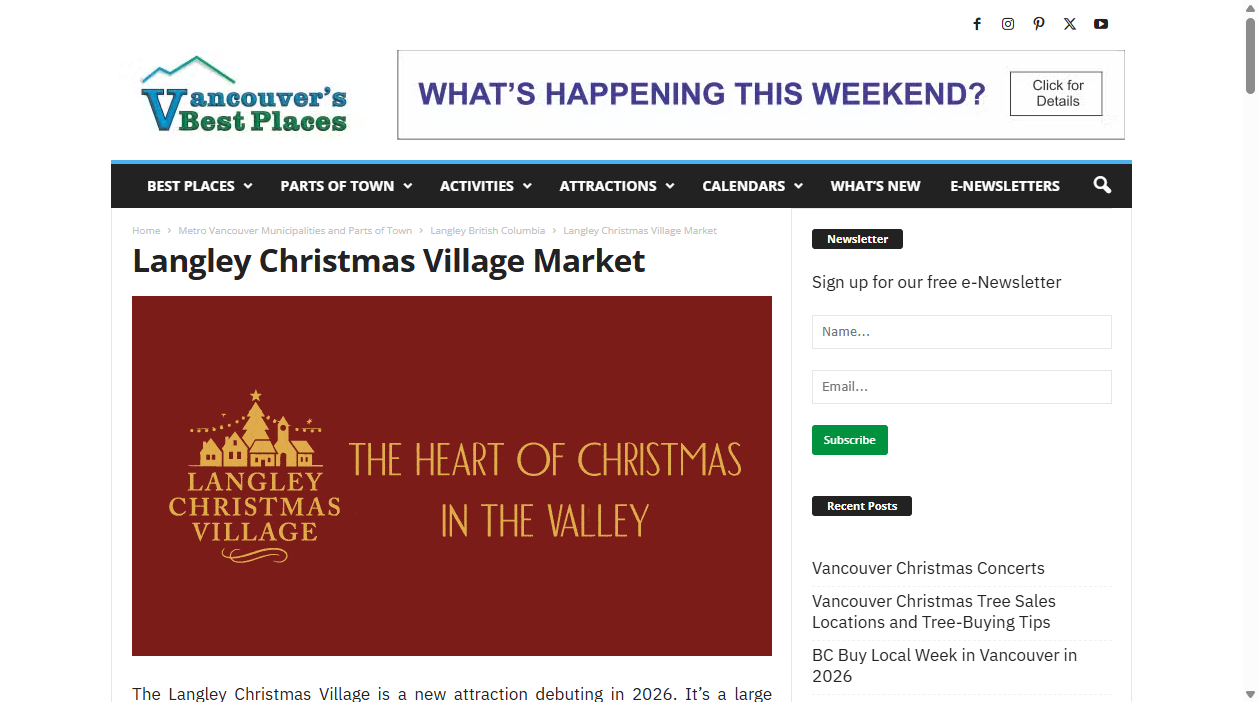 Vancouver's
Best Places
WHAT'S HAPPENING THIS WEEKEND?
Click for
Details
BEST PLACES
PARTS OF TOWN
ACTIVITIES
ATTRACTIONS
CALENDARS
WHAT'S NEW
E-NEWSLETTERS
Home › Metro Vancouver Municipalities and Parts of Town › Langley British Columbia › Langley Christmas Village Market
Langley Christmas Village Market
LANGLEY
CHRISTMAS
VILLAGE
THE HEART OF CHRISTMAS
IN THE VALLEY
The Langley Christmas Village is a new attraction debuting in 2026. It's a large
Newsletter
Sign up for our free e-Newsletter
Name...
Email...
Subscribe
Recent Posts
Vancouver Christmas Concerts
Vancouver Christmas Tree Sales
Locations and Tree-Buying Tips
BC Buy Local Week in Vancouver in
2026